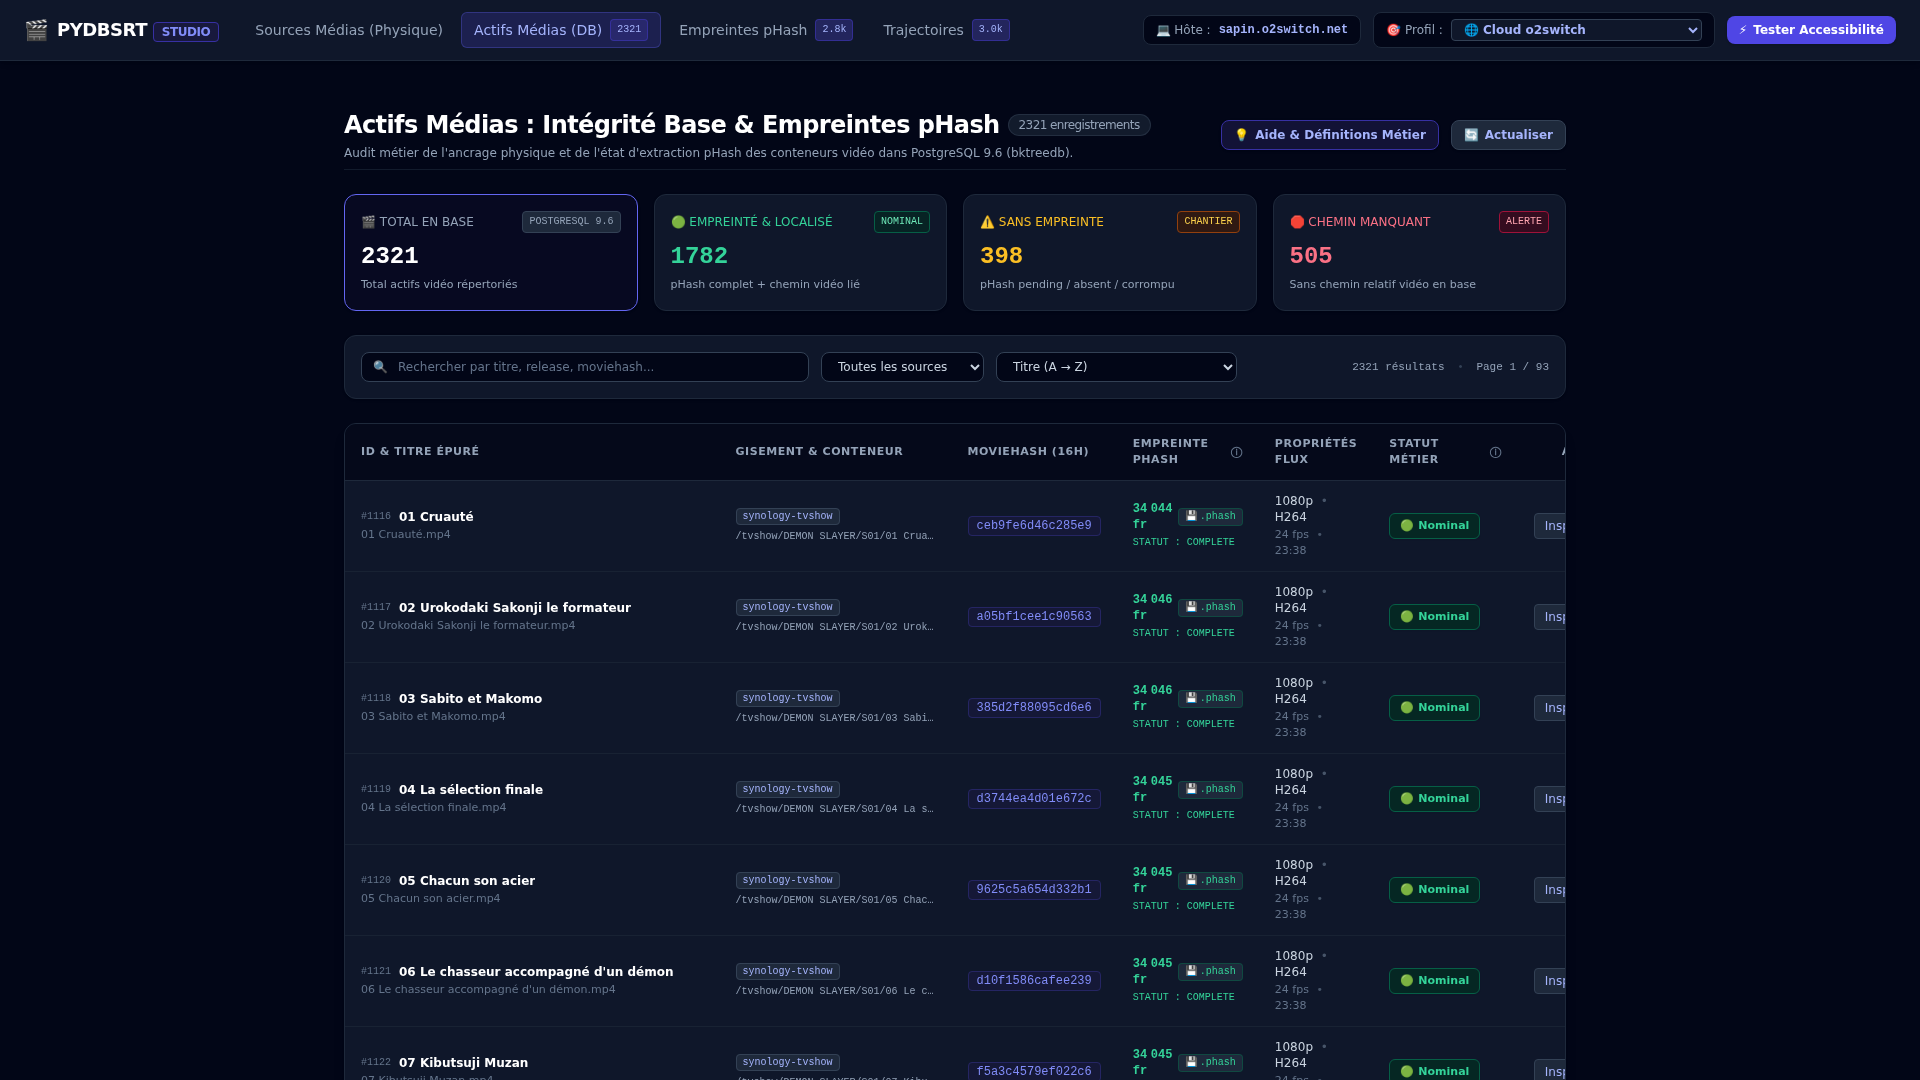 PYDBSRT STUDIO
Sources Médias (Physique)
Actifs Médias (DB) 2321
Empreintes pHash 2.8k
Trajectoires 3.0k
Hôte : sapin.o2switch.net
Profil : Cloud o2switch
Tester Accessibilité
Actifs Médias : Intégrité Base & Empreintes pHash 2321 enregistrements
Audit métier de l'ancrage physique et de l'état d'extraction pHash des conteneurs vidéo dans PostgreSQL 9.6 (bktreedb).
Aide & Définitions Métier
Actualiser
TOTAL EN BASE POSTGRESQL 9.6
2321
Total actifs vidéo répertoriés
EMPREINTÉ & LOCALISÉ NOMINAL
1782
pHash complet + chemin vidéo lié
SANS EMPREINTE CHANTIER
398
pHash pending / absent / corrompu
CHEMIN MANQUANT ALERTE
505
Sans chemin relatif vidéo en base
Rechercher par titre, release, moviehash...
Toutes les sources
Titre (A → Z)
2321 résultats • Page 1 / 93
ID & TITRE ÉPURÉ
GISEMENT & CONTENEUR
MOVIEHASH (16H)
EMPREINTE
PHASH ⓘ
PROPRIÉTÉS
FLUX
STATUT
MÉTIER ⓘ
#1116 01 Cruauté
01 Cruauté.mp4
synology-tvshow
/tvshow/DEMON SLAYER/S01/01 Crua…
ceb9fe6d46c285e9
34 044
fr
.phash
STATUT : COMPLETE
1080p •
H264
24 fps •
23:38
Nominal
Insp
#1117 02 Urokodaki Sakonji le formateur
02 Urokodaki Sakonji le formateur.mp4
synology-tvshow
/tvshow/DEMON SLAYER/S01/02 Urok…
a05bf1cee1c90563
34 046
fr
.phash
STATUT : COMPLETE
1080p •
H264
24 fps •
23:38
Nominal
Insp
#1118 03 Sabito et Makomo
03 Sabito et Makomo.mp4
synology-tvshow
/tvshow/DEMON SLAYER/S01/03 Sabi…
385d2f88095cd6e6
34 046
fr
.phash
STATUT : COMPLETE
1080p •
H264
24 fps •
23:38
Nominal
Insp
#1119 04 La sélection finale
04 La sélection finale.mp4
synology-tvshow
/tvshow/DEMON SLAYER/S01/04 La s…
d3744ea4d01e672c
34 045
fr
.phash
STATUT : COMPLETE
1080p •
H264
24 fps •
23:38
Nominal
Insp
#1120 05 Chacun son acier
05 Chacun son acier.mp4
synology-tvshow
/tvshow/DEMON SLAYER/S01/05 Chac…
9625c5a654d332b1
34 045
fr
.phash
STATUT : COMPLETE
1080p •
H264
24 fps •
23:38
Nominal
Insp
#1121 06 Le chasseur accompagné d'un démon
06 Le chasseur accompagné d'un démon.mp4
synology-tvshow
/tvshow/DEMON SLAYER/S01/06 Le c…
d10f1586cafee239
34 045
fr
.phash
STATUT : COMPLETE
1080p •
H264
24 fps •
23:38
Nominal
Insp
#1122 07 Kibutsuji Muzan
07 Kibutsuji Muzan.mp4
synology-tvshow
f5a3c4579ef022c6
34 045
fr
.phash
1080p •
H264
24 fps •
Nominal
Insp